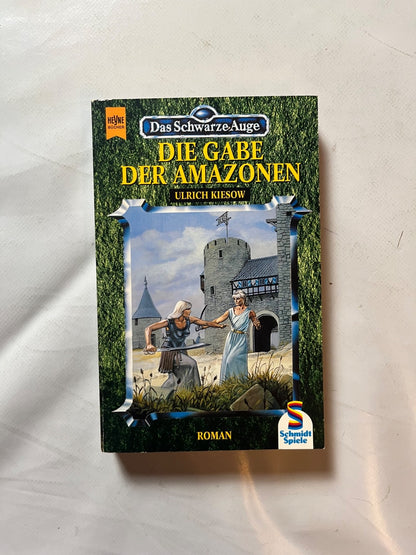 HEYNE
BÜCHER
Das Schwarze Auge
DIE GABE
DER AMAZONEN
ULRICH KIESOW
ROMAN
Schmidt
Spiele